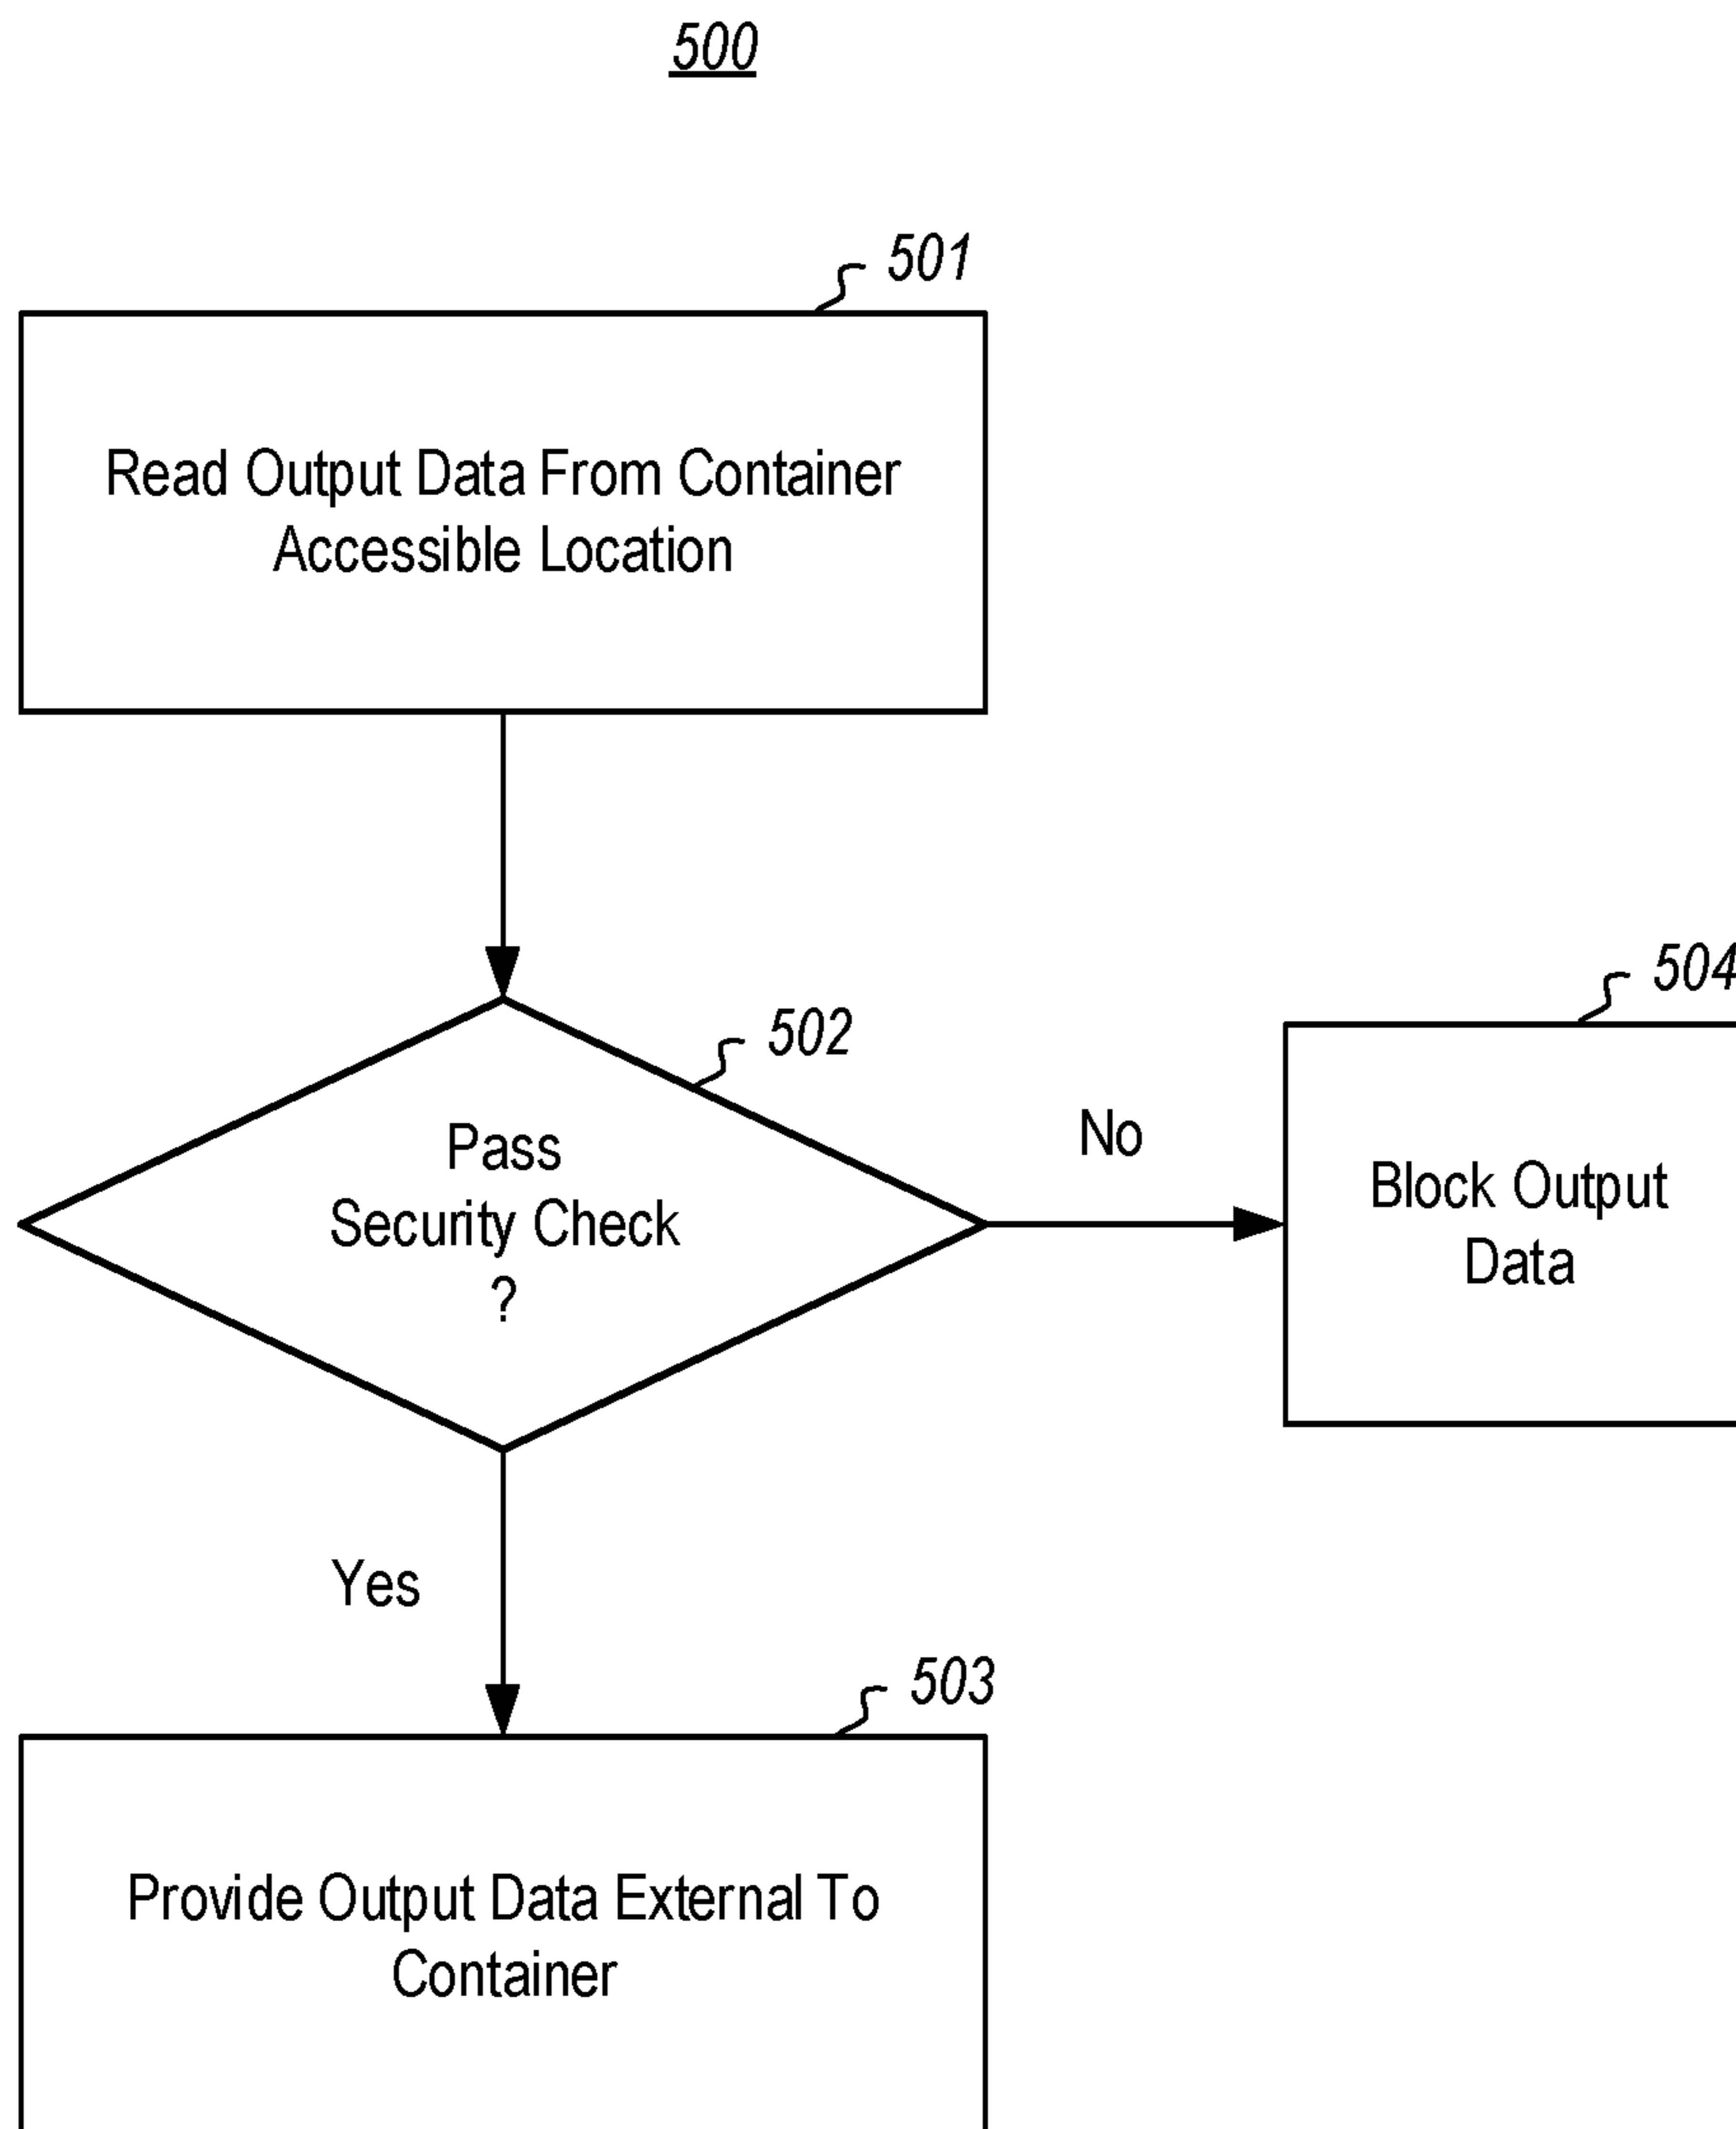 500
501
Read Output Data From Container
Accessible Location
502
Pass
Security Check
?
No
504
Block Output
Data
Yes
503
Provide Output Data External To
Container